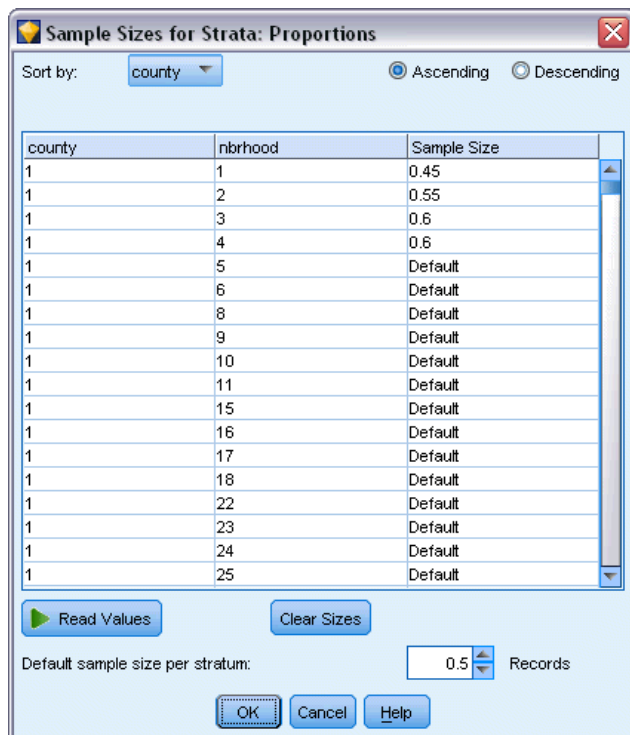 Sample Sizes for Strata: Proportions
Sort by: county Ascending Descending
county nbrhood Sample Size
1 1 0.45
1 2 0.55
1 3 0.6
1 4 0.6
1 5 Default
1 6 Default
1 8 Default
1 9 Default
1 10 Default
1 11 Default
1 15 Default
1 16 Default
1 17 Default
1 18 Default
1 22 Default
1 23 Default
1 24 Default
1 25 Default
Read Values Clear Sizes
Default sample size per stratum: 0.5 Records
OK Cancel Help